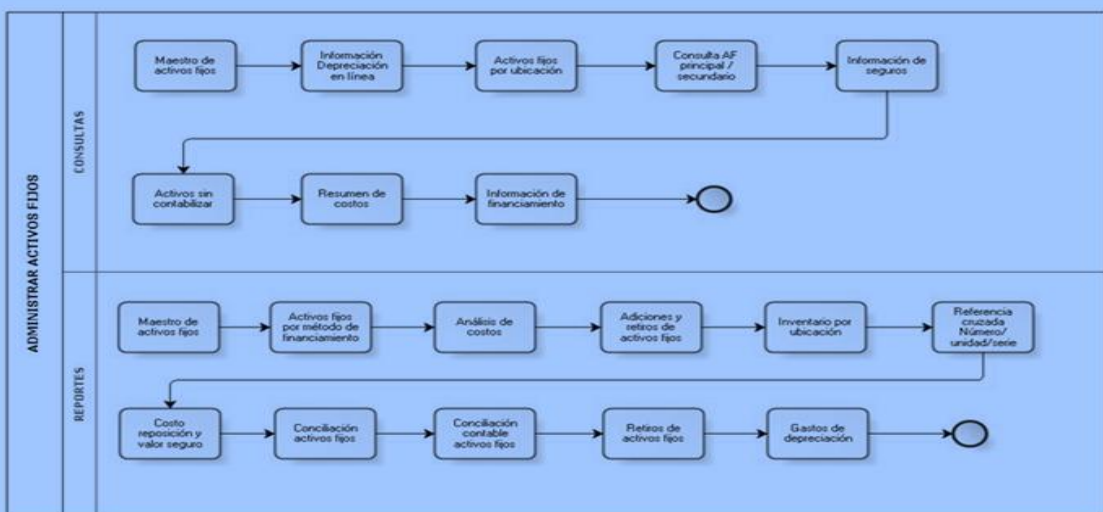 ADMINISTRAR ACTIVOS FIJOS
CONSULTAS
Maestro de
activos fijos
Información
Depreciación
en línea
Activos fijos
por ubicación
Consulta AF
principal /
secundario
Información de
seguros
Activos sin
contabilizar
Resumen de
costos
Información de
financiamiento
REPORTES
Maestro de
activos fijos
Activos fijos
por método de
financiamiento
Análisis de
costos
Adiciones y
retiros de
activos fijos
Inventario por
ubicación
Referencia
cruzada
Número/
unidad/serie
Costo
reposición y
valor seguro
Conciliación
activos fijos
Conciliación
contable
activos fijos
Retiros de
activos fijos
Gastos de
depreciación